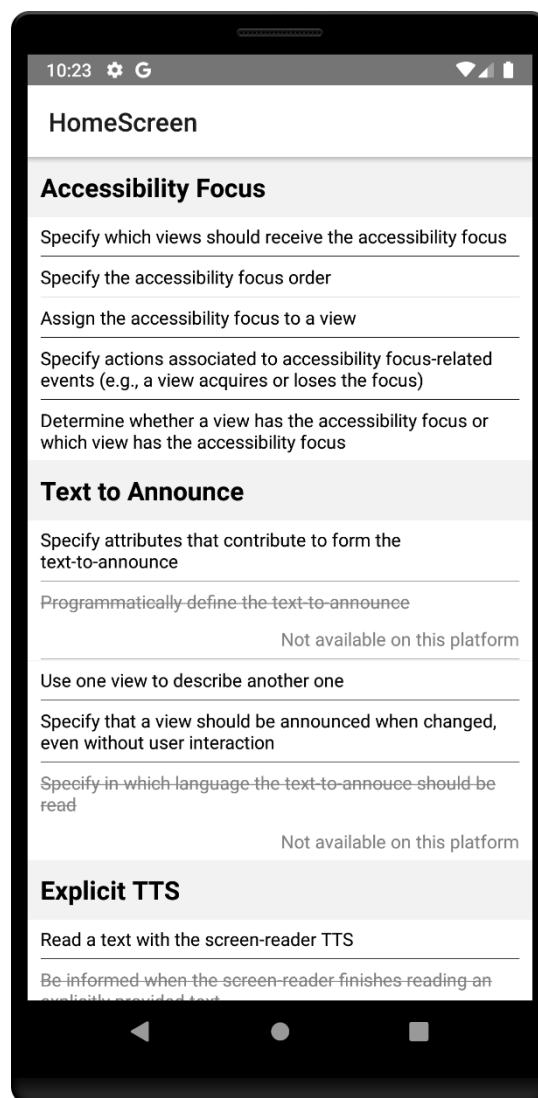 10:23 G
HomeScreen
Accessibility Focus
Specify which views should receive the accessibility focus
Specify the accessibility focus order
Assign the accessibility focus to a view
Specify actions associated to accessibility focus-related
events (e.g., a view acquires or loses the focus)
Determine whether a view has the accessibility focus or
which view has the accessibility focus
Text to Announce
Specify attributes that contribute to form the
text-to-announce
Programmatically define the text-to-announce
Not available on this platform
Use one view to describe another one
Specify that a view should be announced when changed,
even without user interaction
Specify in which language the text-to-annouce should be
read
Not available on this platform
Explicit TTS
Read a text with the screen-reader TTS
Be informed when the screen-reader finishes reading an
explicitly provided text